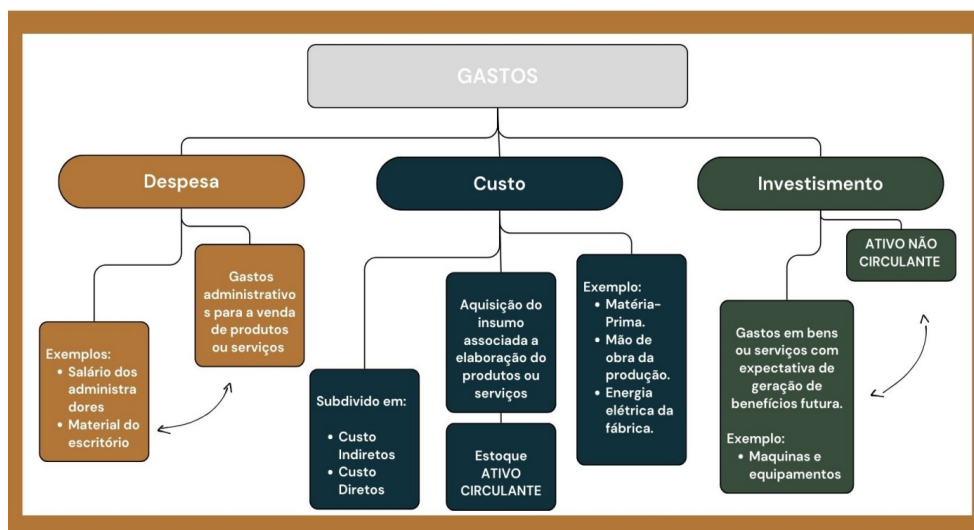 GASTOS
Despesa
Custo
Investismento
Exemplos:
• Salário dos
administra
dores
• Material do
escritório
Gastos
administrativo
s para a venda
de produtos
ou serviços
Subdivido em:
• Custo
Indiretos
• Custo
Diretos
Aquisição do
insumo
associada a
elaboração do
produtos ou
serviços
Estoque
ATIVO
CIRCULANTE
Exemplo:
• Matéria-
Prima.
• Mão de
obra da
produção.
• Energia
elétrica da
fábrica.
Gastos em bens
ou serviços com
expectativa de
geração de
benefícios futura.
Exemplo:
• Maquinas e
equipamentos
ATIVO NÃO
CIRCULANTE